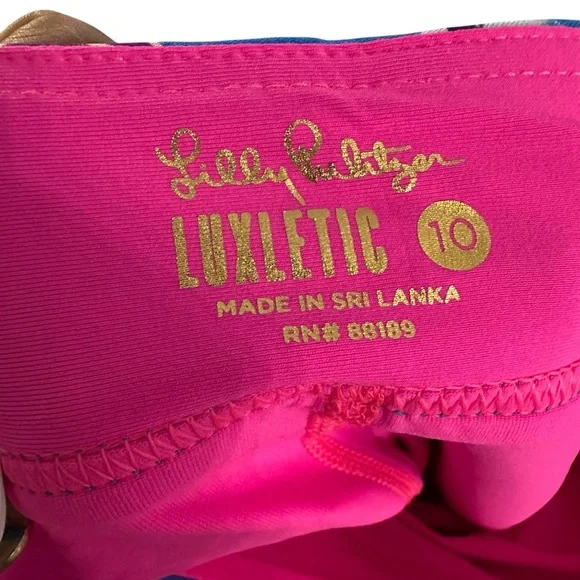 Lilly Pulitzer
LUXLETIC 10
MADE IN SRI LANKA
RN# 88189